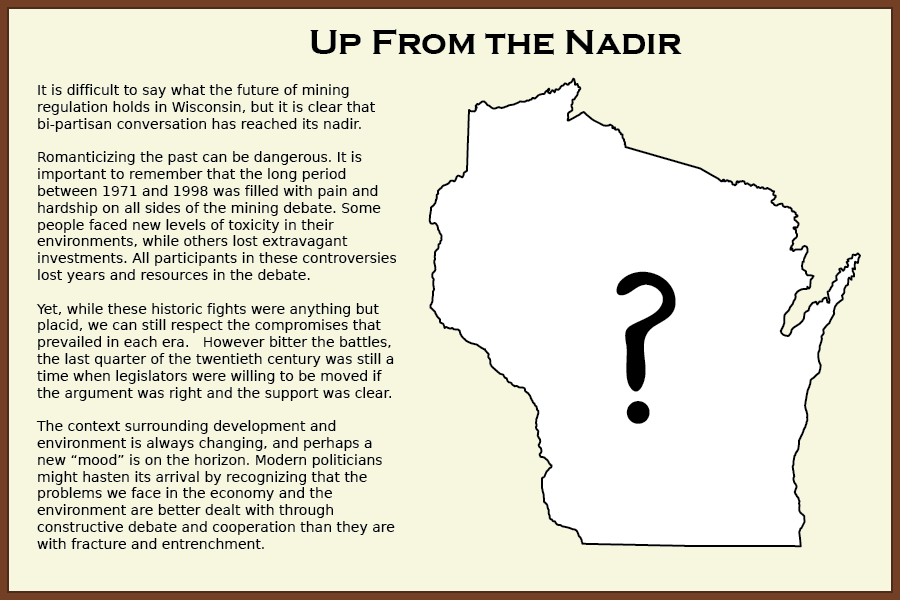 Up From the Nadir
It is difficult to say what the future of mining
regulation holds in Wisconsin, but it is clear that
bi-partisan conversation has reached its nadir.
Romanticizing the past can be dangerous. It is
important to remember that the long period
between 1971 and 1998 was filled with pain and
hardship on all sides of the mining debate. Some
people faced new levels of toxicity in their
environments, while others lost extravagant
investments. All participants in these controversies
lost years and resources in the debate.
Yet, while these historic fights were anything but
placid, we can still respect the compromises that
prevailed in each era.   However bitter the battles,
the last quarter of the twentieth century was still a
time when legislators were willing to be moved if
the argument was right and the support was clear.
The context surrounding development and
environment is always changing, and perhaps a
new “mood” is on the horizon. Modern politicians
might hasten its arrival by recognizing that the
problems we face in the economy and the
environment are better dealt with through
constructive debate and cooperation than they are
with fracture and entrenchment.
?